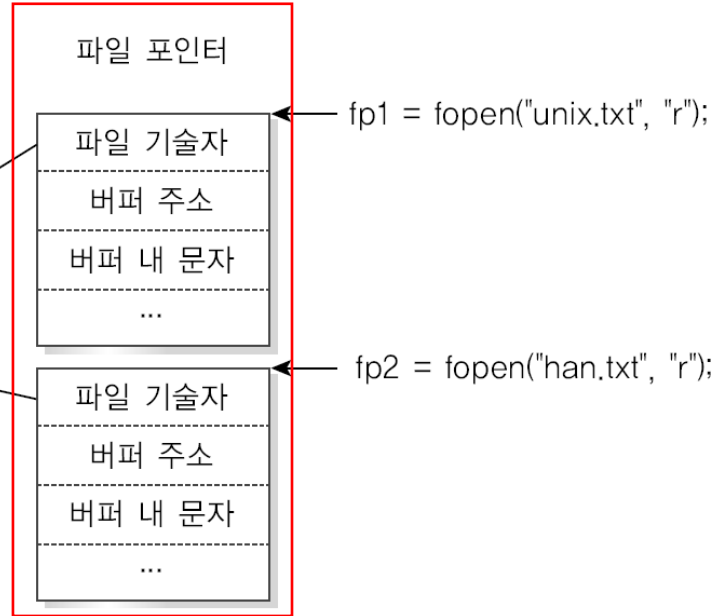 파일 포인터
fp1 = fopen("unix.txt", "r");
파일 기술자
버퍼 주소
버퍼 내 문자
...
fp2 = fopen("han.txt", "r");
파일 기술자
버퍼 주소
버퍼 내 문자
...